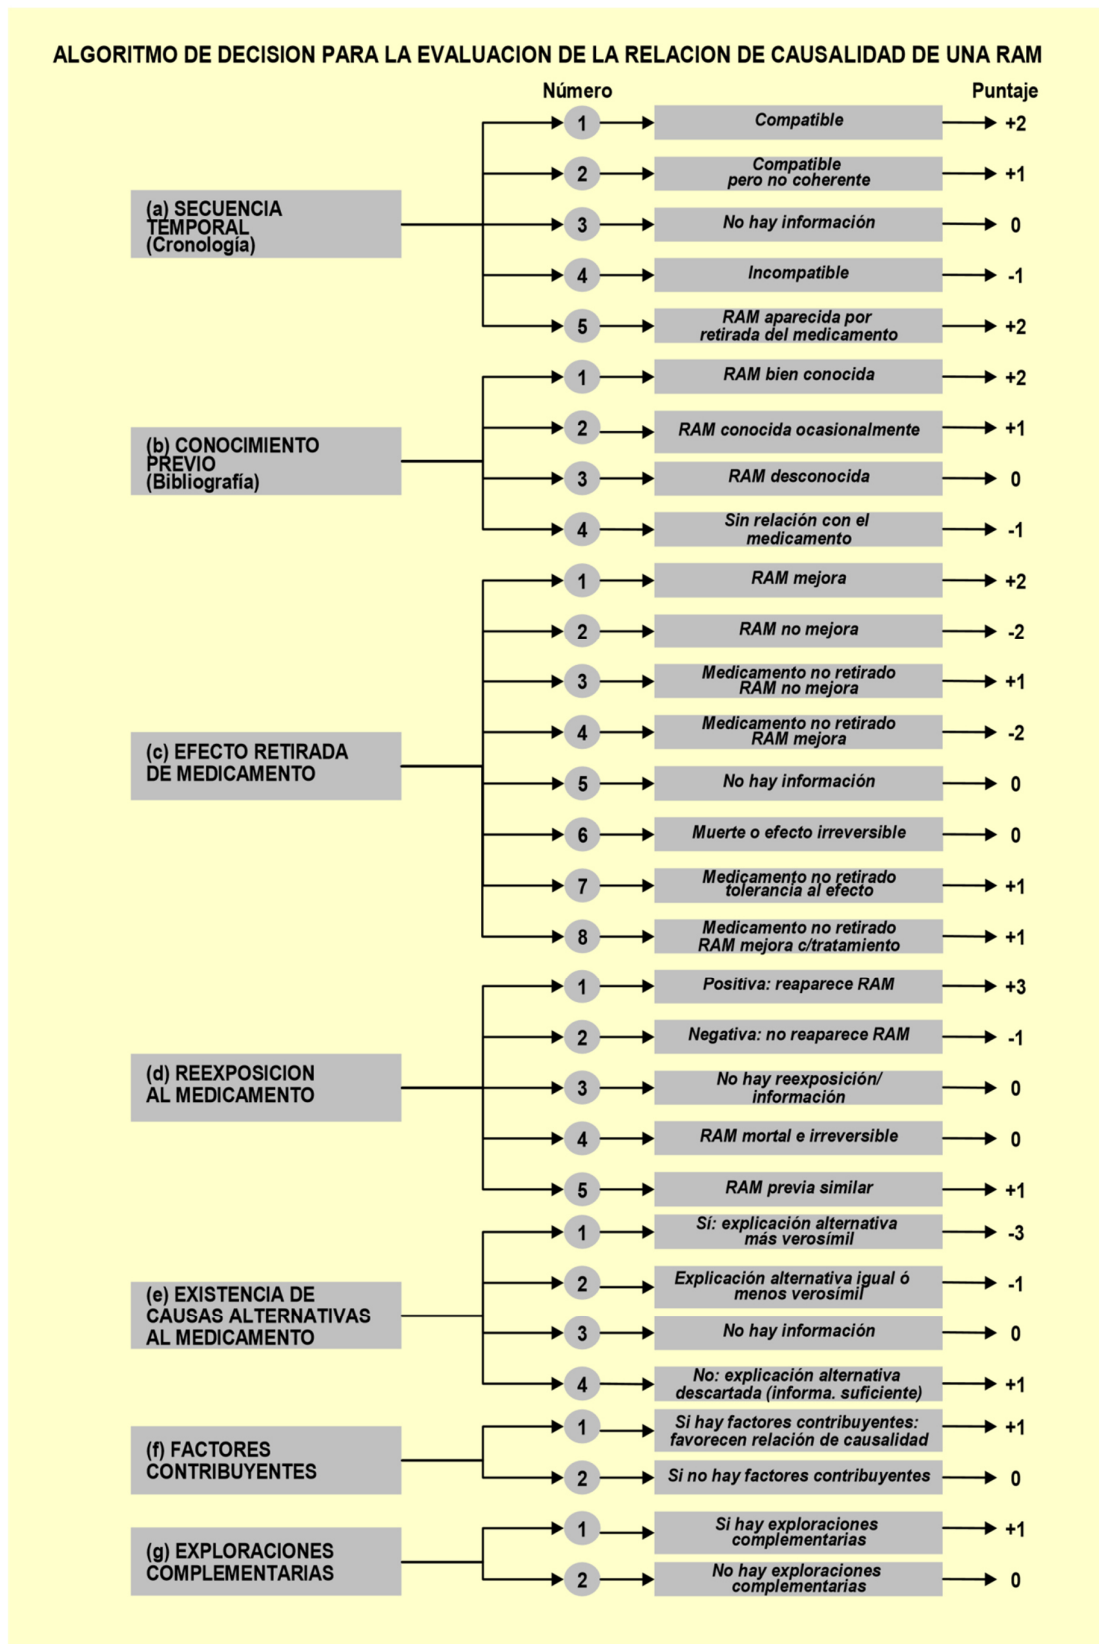 ALGORITMO DE DECISION PARA LA EVALUACION DE LA RELACION DE CAUSALIDAD DE UNA RAM
Número
Puntaje
(a) SECUENCIA
TEMPORAL
(Cronología)
1
Compatible
+2
2
Compatible
pero no coherente
+1
3
No hay información
0
4
Incompatible
-1
5
RAM aparecida por
retirada del medicamento
+2
(b) CONOCIMIENTO
PREVIO
(Bibliografía)
1
RAM bien conocida
+2
2
RAM conocida ocasionalmente
+1
3
RAM desconocida
0
4
Sin relación con el
medicamento
-1
(c) EFECTO RETIRADA
DE MEDICAMENTO
1
RAM mejora
+2
2
RAM no mejora
-2
3
Medicamento no retirado
RAM no mejora
+1
4
Medicamento no retirado
RAM mejora
-2
5
No hay información
0
6
Muerte o efecto irreversible
0
7
Medicamento no retirado
tolerancia al efecto
+1
8
Medicamento no retirado
RAM mejora c/tratamiento
+1
(d) REEXPOSICION
AL MEDICAMENTO
1
Positiva: reaparece RAM
+3
2
Negativa: no reaparece RAM
-1
3
No hay reexposición/
información
0
4
RAM mortal e irreversible
0
5
RAM previa similar
+1
(e) EXISTENCIA DE
CAUSAS ALTERNATIVAS
AL MEDICAMENTO
1
Sí: explicación alternativa
más verosímil
-3
2
Explicación alternativa igual ó
menos verosímil
-1
3
No hay información
0
4
No: explicación alternativa
descartada (informa. suficiente)
+1
(f) FACTORES
CONTRIBUYENTES
1
Si hay factores contribuyentes:
favorecen relación de causalidad
+1
2
Si no hay factores contribuyentes
0
(g) EXPLORACIONES
COMPLEMENTARIAS
1
Si hay exploraciones
complementarias
+1
2
No hay exploraciones
complementarias
0